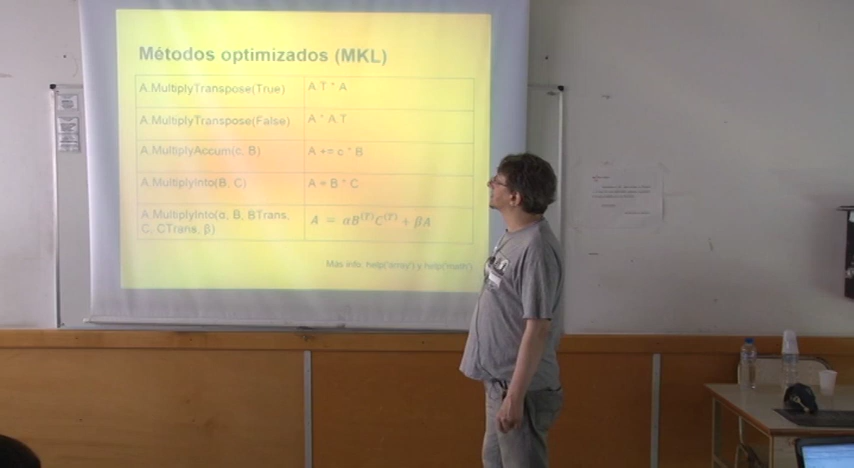 Métodos optimizados (MKL)
A.MultiplyTranspose(True) A.T * A
A.MultiplyTranspose(False) A * A.T
A.MultiplyAccum(c, B) A += c * B
A.MultiplyInto(B, C) A = B * C
A.MultiplyInto(α, B, BTrans, A = αB⁽ᵀ⁾C⁽ᵀ⁾ + βA
C, CTrans, β)
Más info: help('array') y help('math')